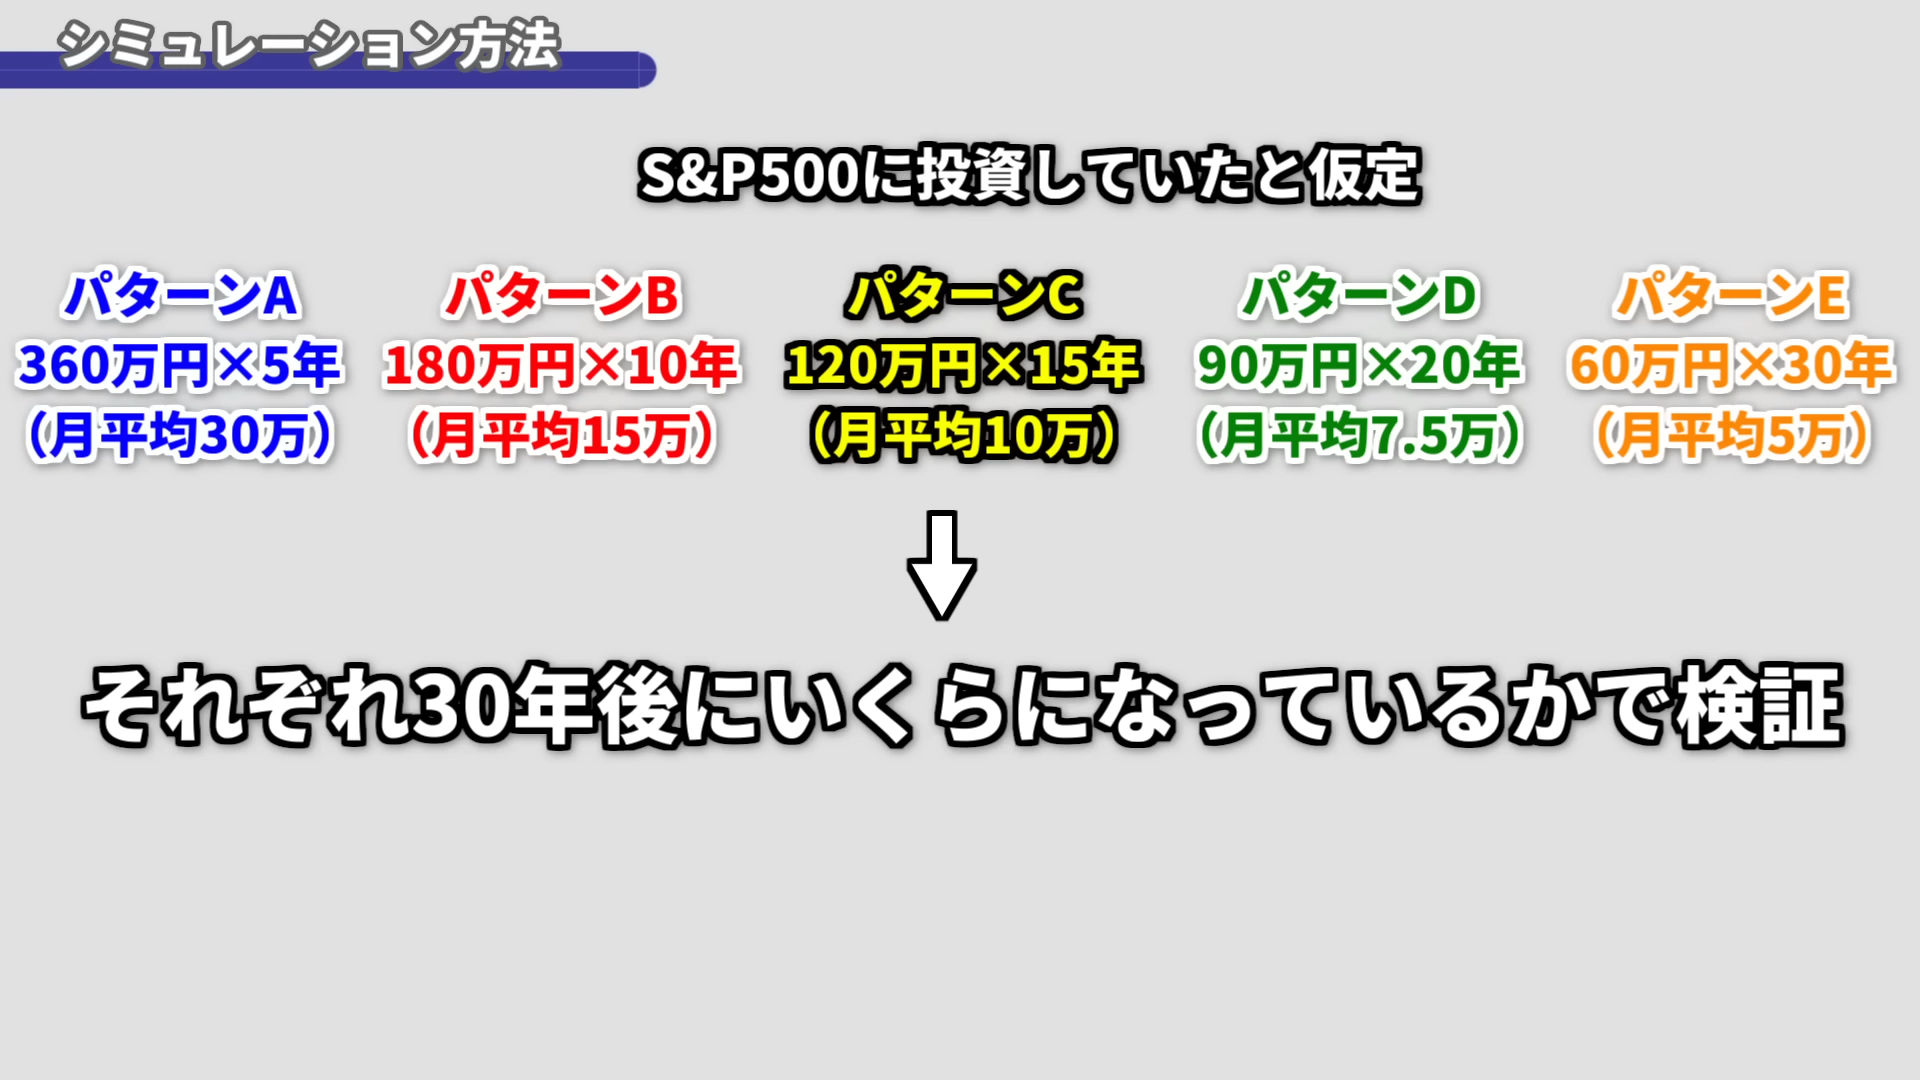 シミュレーション方法
S&P500に投資していたと仮定
パターンA
360万円×5年
（月平均30万）
パターンB
180万円×10年
（月平均15万）
パターンC
120万円×15年
（月平均10万）
パターンD
90万円×20年
（月平均7.5万）
パターンE
60万円×30年
（月平均5万）
それぞれ30年後にいくらになっているかで検証